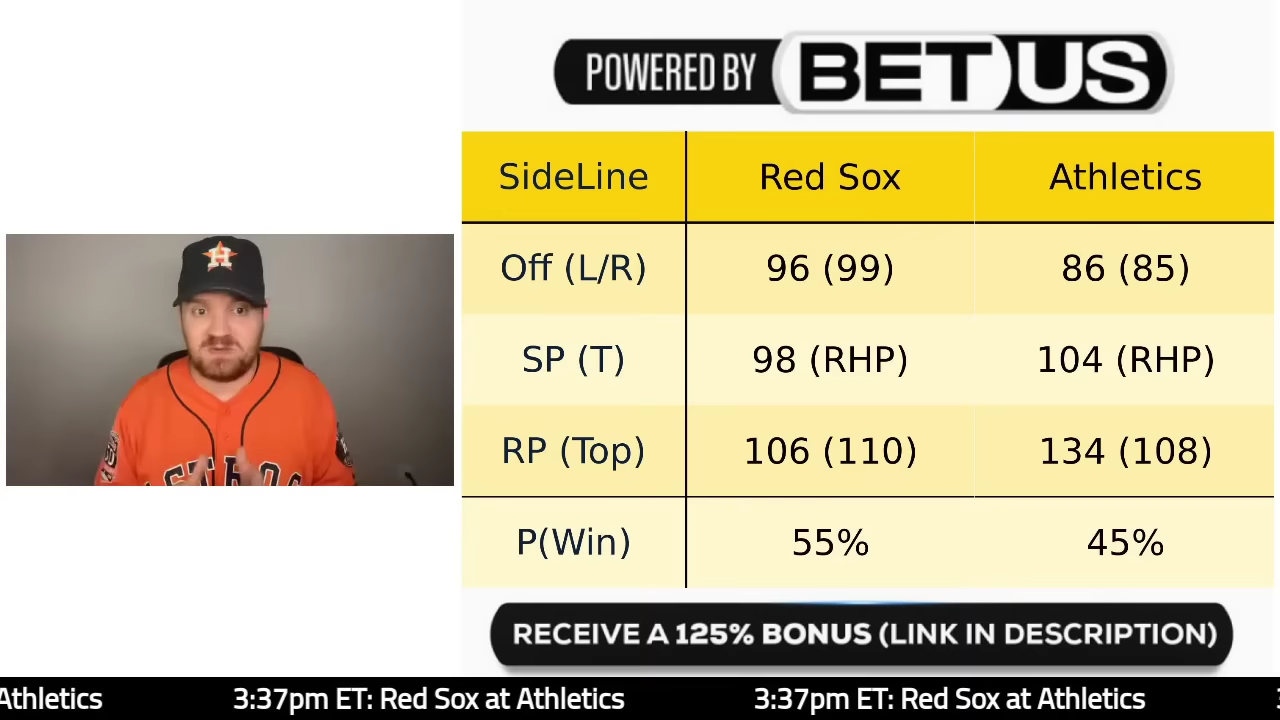 POWERED BY BETUS
SideLine Red Sox Athletics
Off (L/R) 96 (99) 86 (85)
SP (T) 98 (RHP) 104 (RHP)
RP (Top) 106 (110) 134 (108)
P(Win) 55% 45%
RECEIVE A 125% BONUS (LINK IN DESCRIPTION)
H
ASTROS
Athletics 3:37pm ET: Red Sox at Athletics 3:37pm ET: Red Sox at Athletics